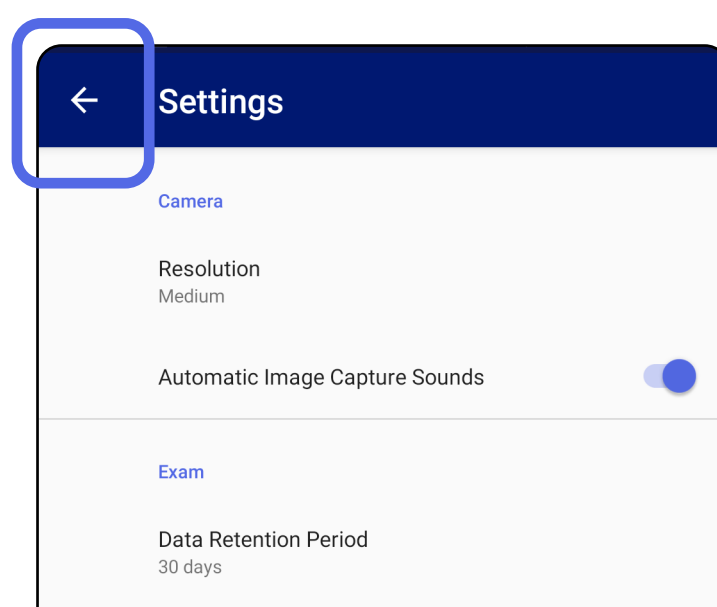 Settings
Camera
Resolution
Medium
Automatic Image Capture Sounds
Exam
Data Retention Period
30 days